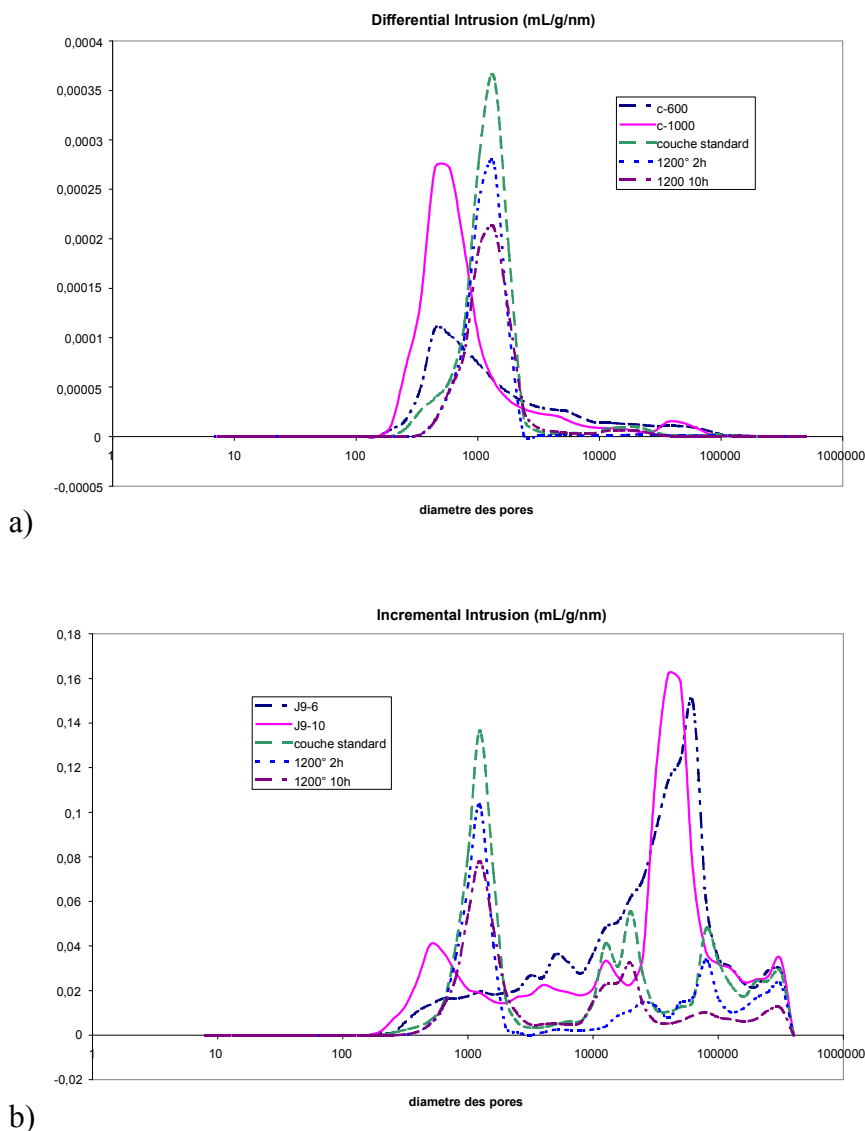 Differential Intrusion (mL/g/nm)
0,0004
0,00035
0,0003
0,00025
0,0002
0,00015
0,0001
0,00005
0
-0,00005
1
10
100
1000
10000
100000
1000000
c-600
c-1000
couche standard
1200° 2h
1200 10h
diametre des pores
a)
Incremental Intrusion (mL/g/nm)
0,18
0,16
0,14
0,12
0,1
0,08
0,06
0,04
0,02
0
-0,02
1
10
100
1000
10000
100000
1000000
J9-6
J9-10
couche standard
1200° 2h
1200° 10h
diametre des pores
b)